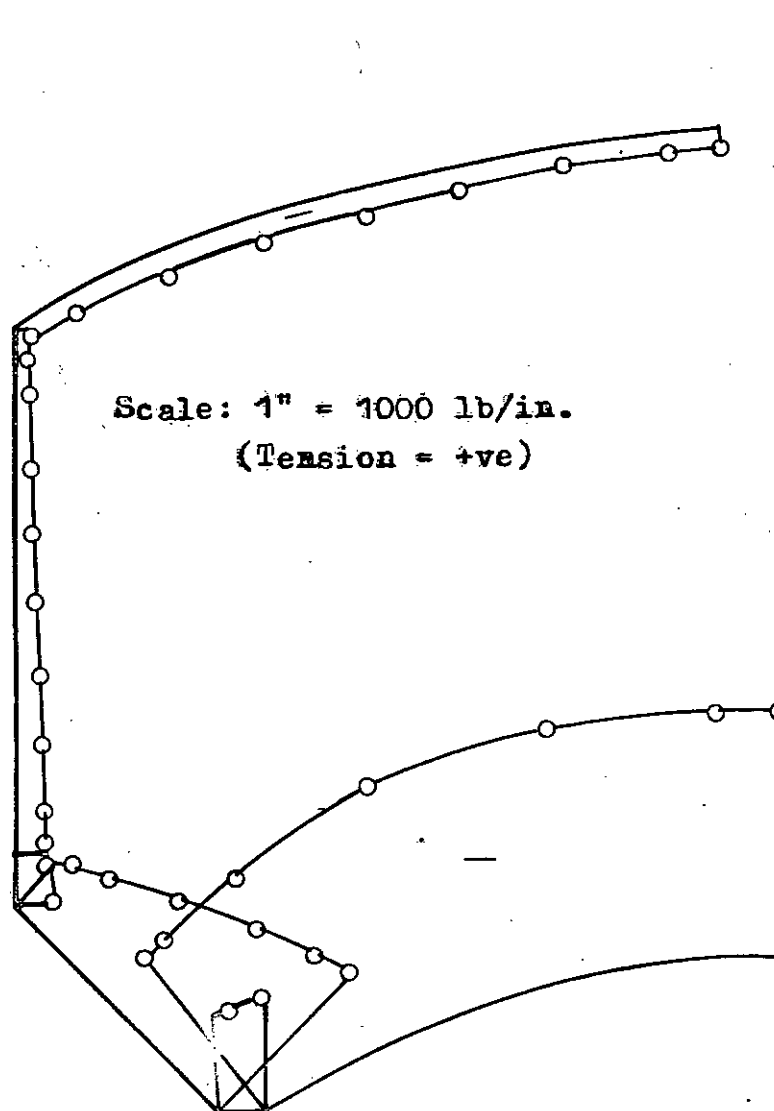 Scale: 1" = 1000 lb/in.
(Tension = +ve)